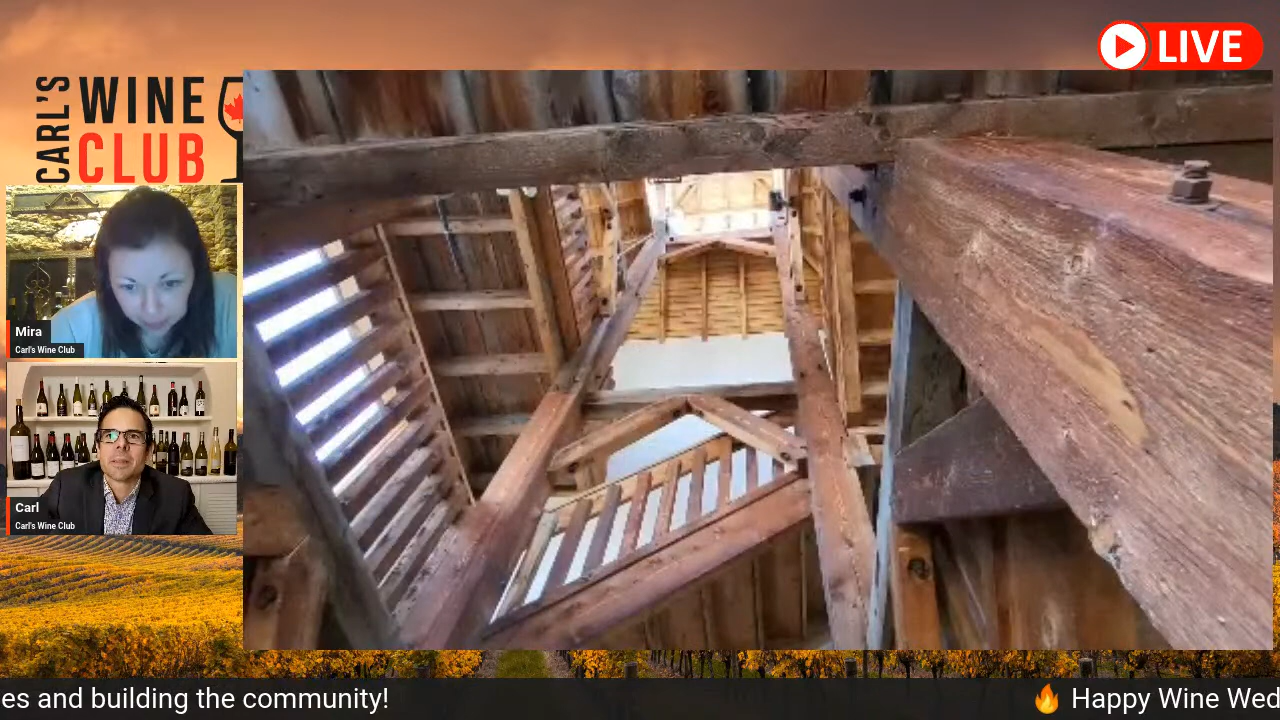 LIVE
CARL'S
WINE
CLUB
Mira
Carl's Wine Club
Carl
Carl's Wine Club
es and building the community!
🔥 Happy Wine Wed